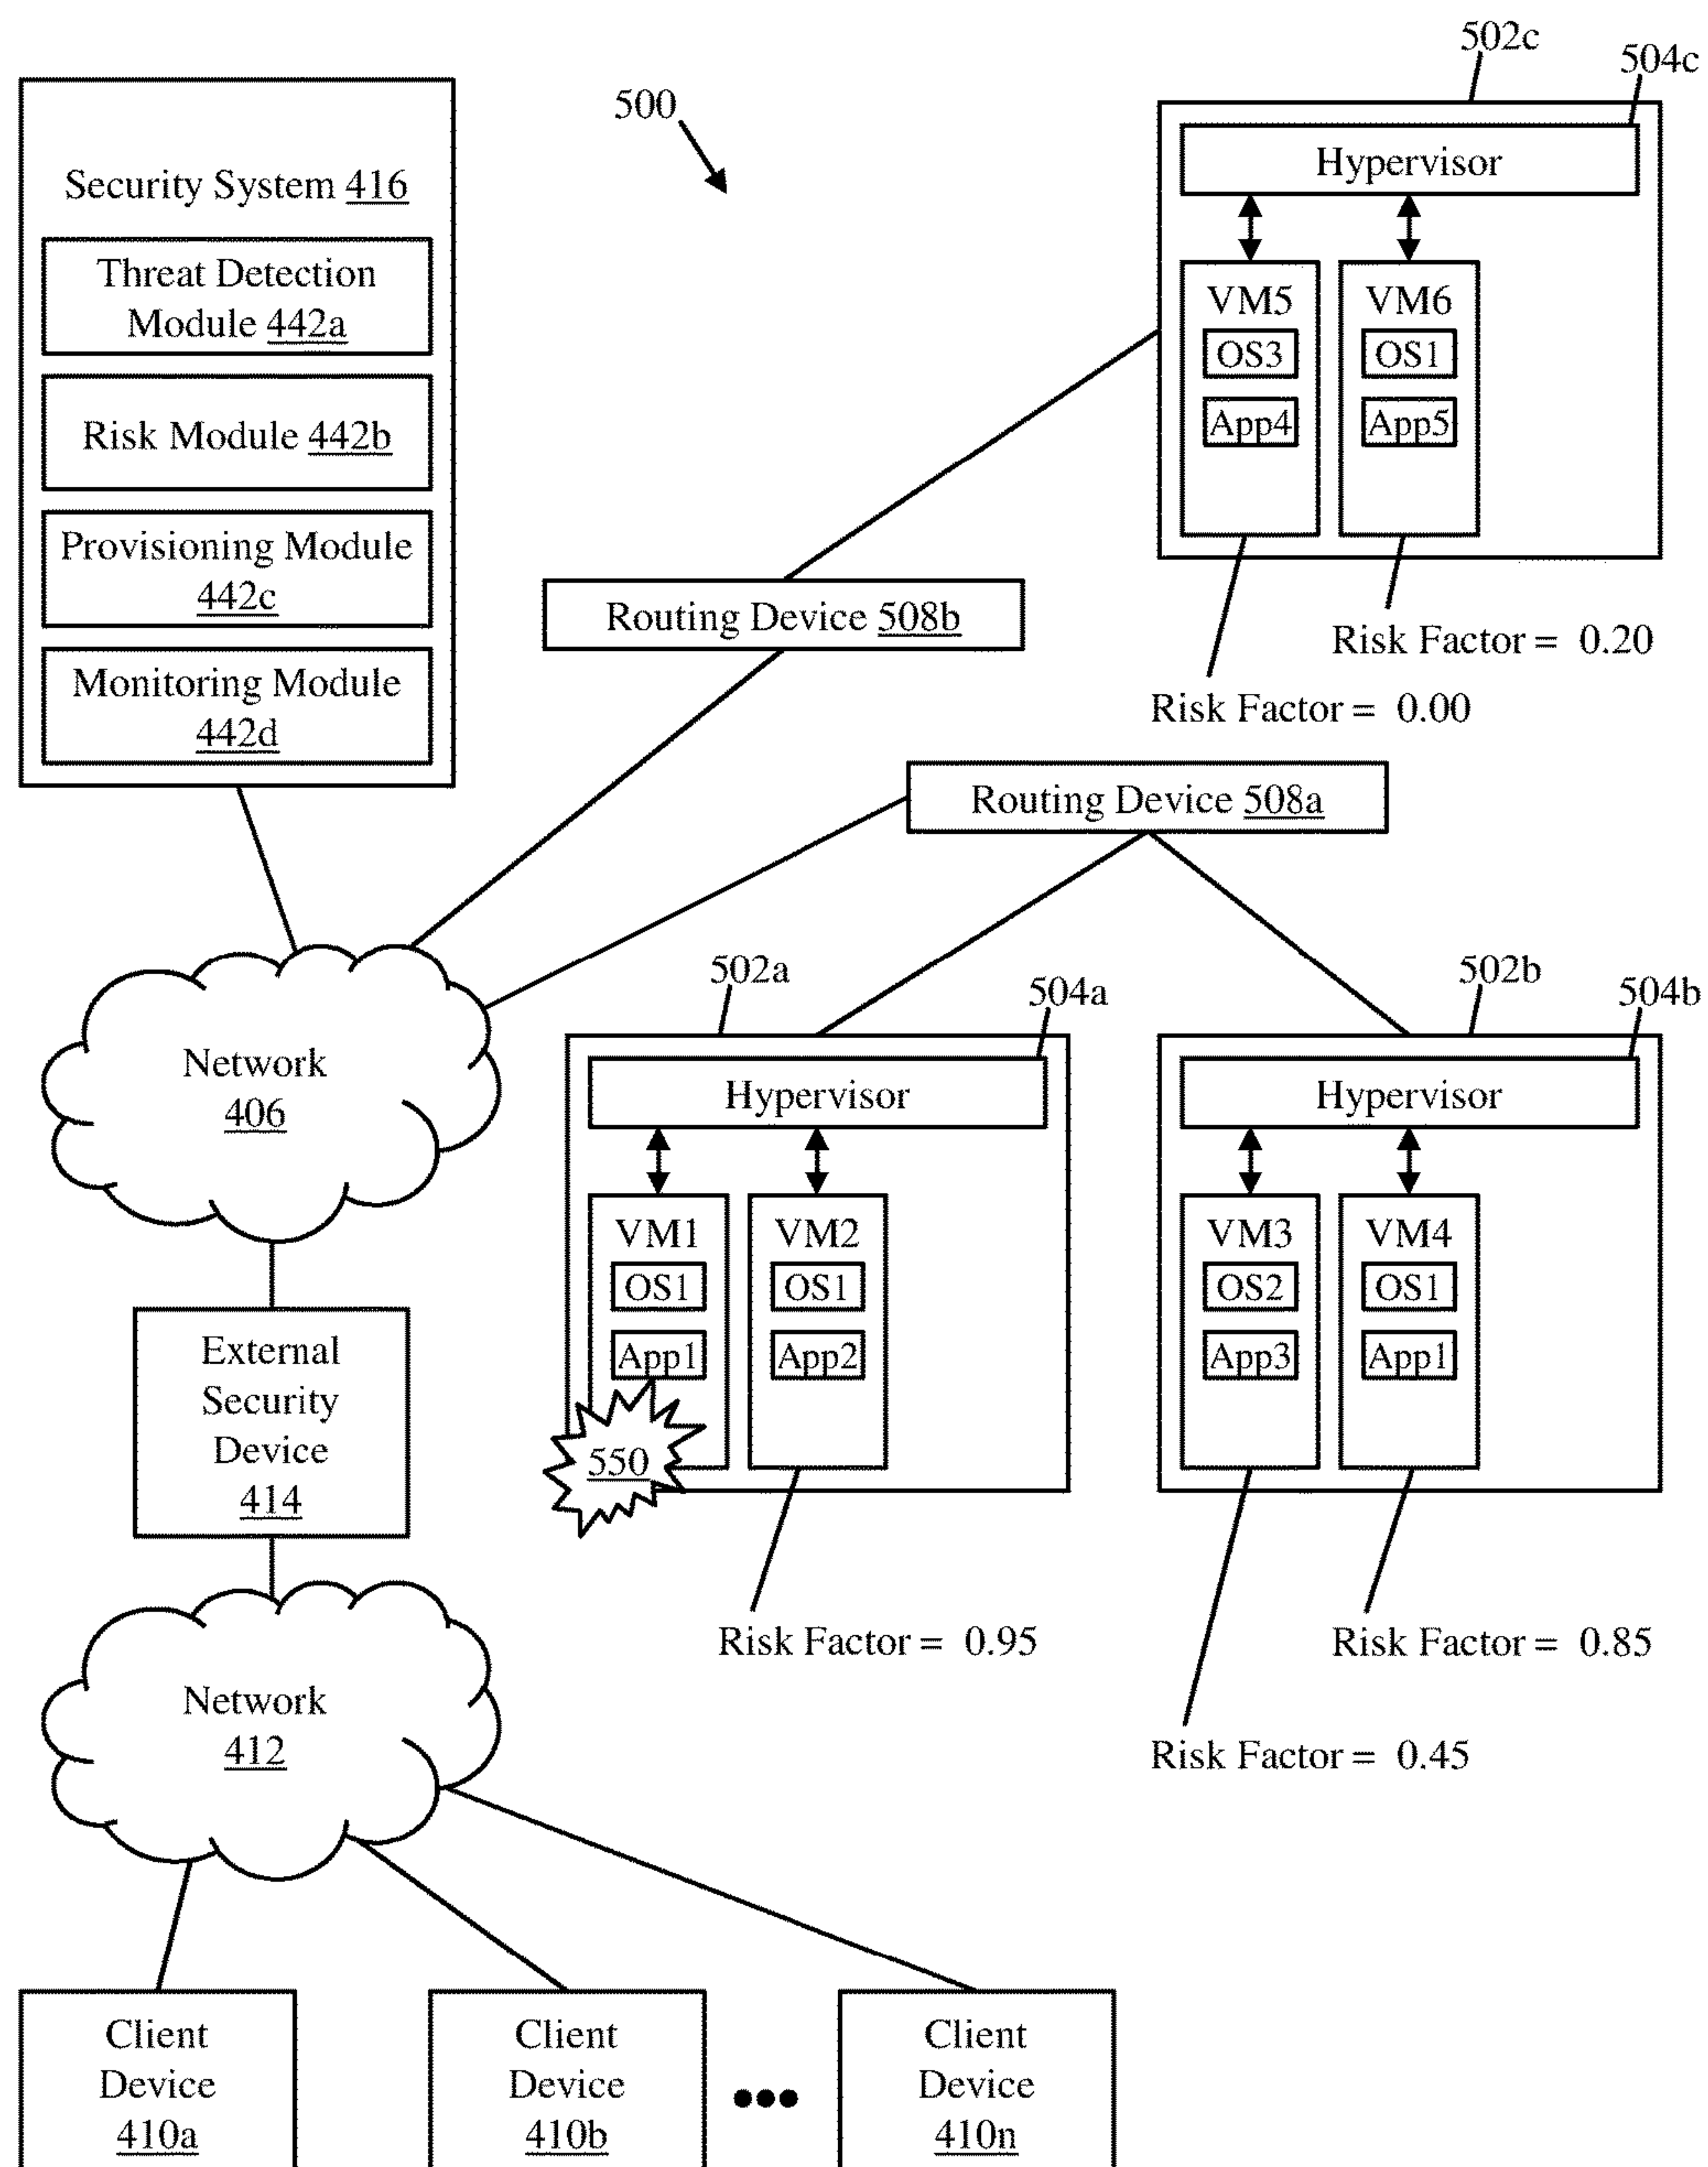 502c
504c
500
Security System 416
Threat Detection
Module 442a
Risk Module 442b
Provisioning Module
442c
Monitoring Module
442d
Hypervisor
VM5
OS3
App4
VM6
OS1
App5
Risk Factor = 0.20
Risk Factor = 0.00
Routing Device 508b
Routing Device 508a
Network
406
502a
504a
Hypervisor
VM1
OS1
App1
550
VM2
OS1
App2
Risk Factor = 0.95
502b
504b
Hypervisor
VM3
OS2
App3
VM4
OS1
App1
Risk Factor = 0.85
Risk Factor = 0.45
External
Security
Device
414
Network
412
Client
Device
410a
Client
Device
410b
•••
Client
Device
410n